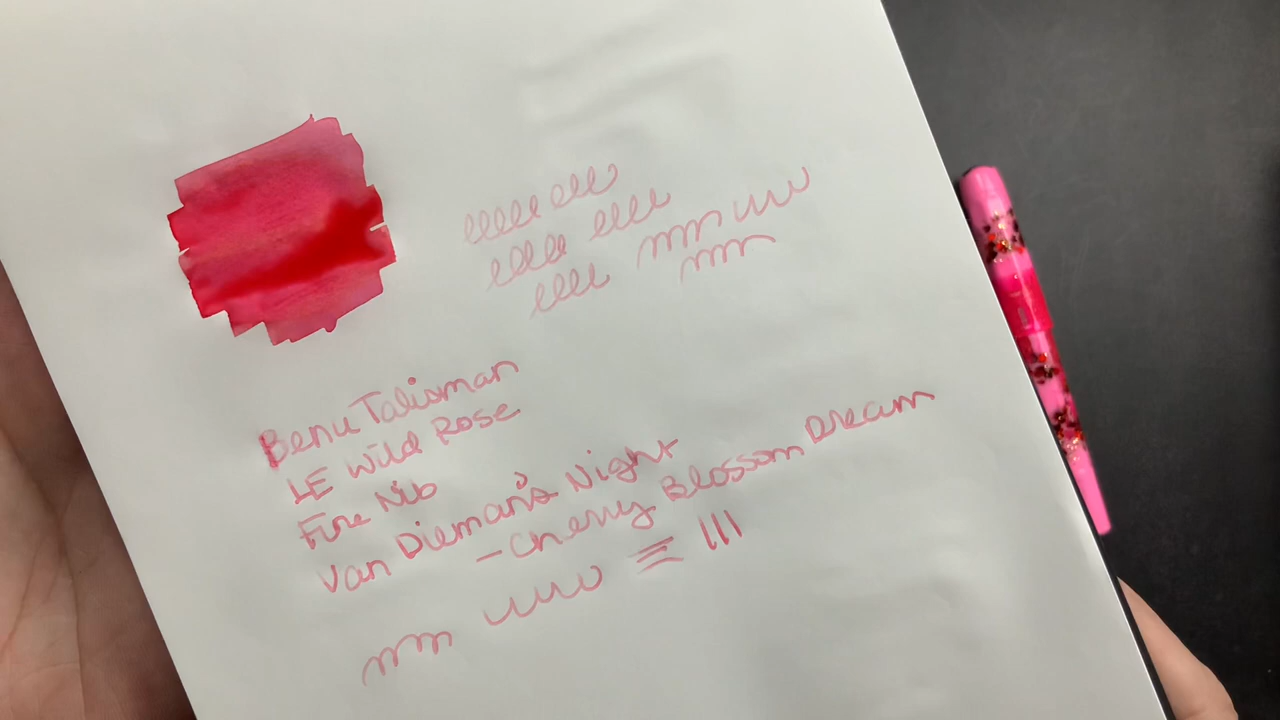 Benu Talisman
LE Wild Rose
Fine Nib
Van Dieman's Night
- Cherry Blossom Dream